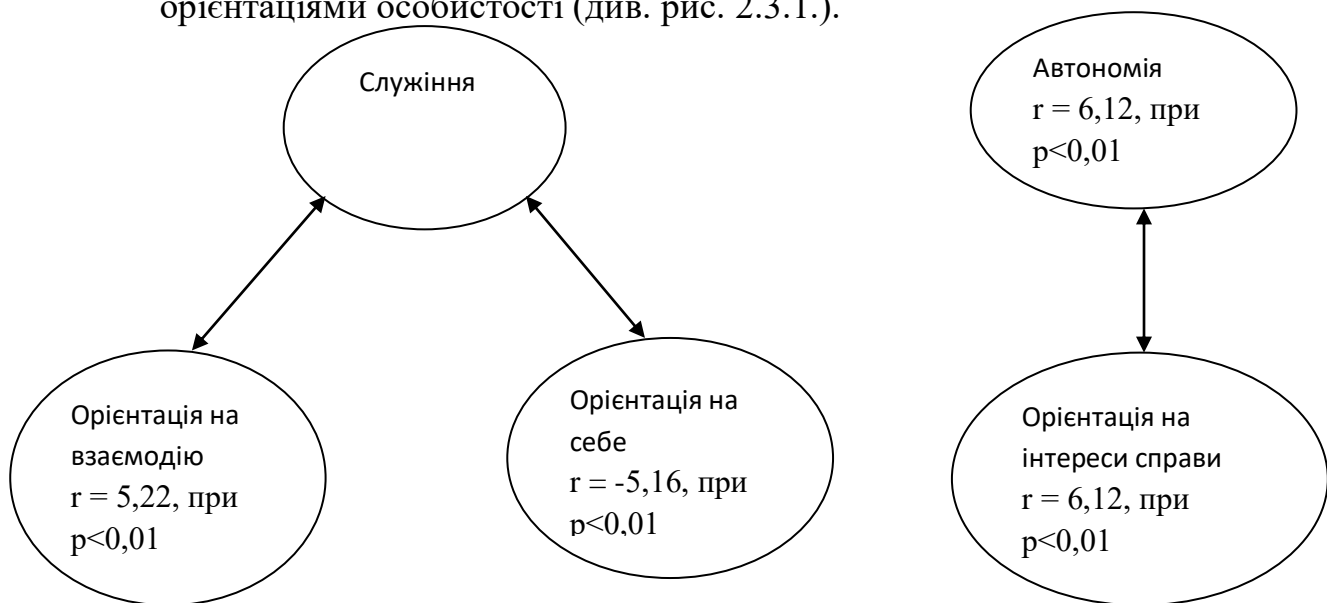 орієнтаціями особистості (див. рис. 2.3.1.).
Служіння
Автономія
r = 6,12, при
p<0,01
Орієнтація на
взаємодію
r = 5,22, при
p<0,01
Орієнтація на
себе
r = -5,16, при
p<0,01
Орієнтація на
інтереси справи
r = 6,12, при
p<0,01